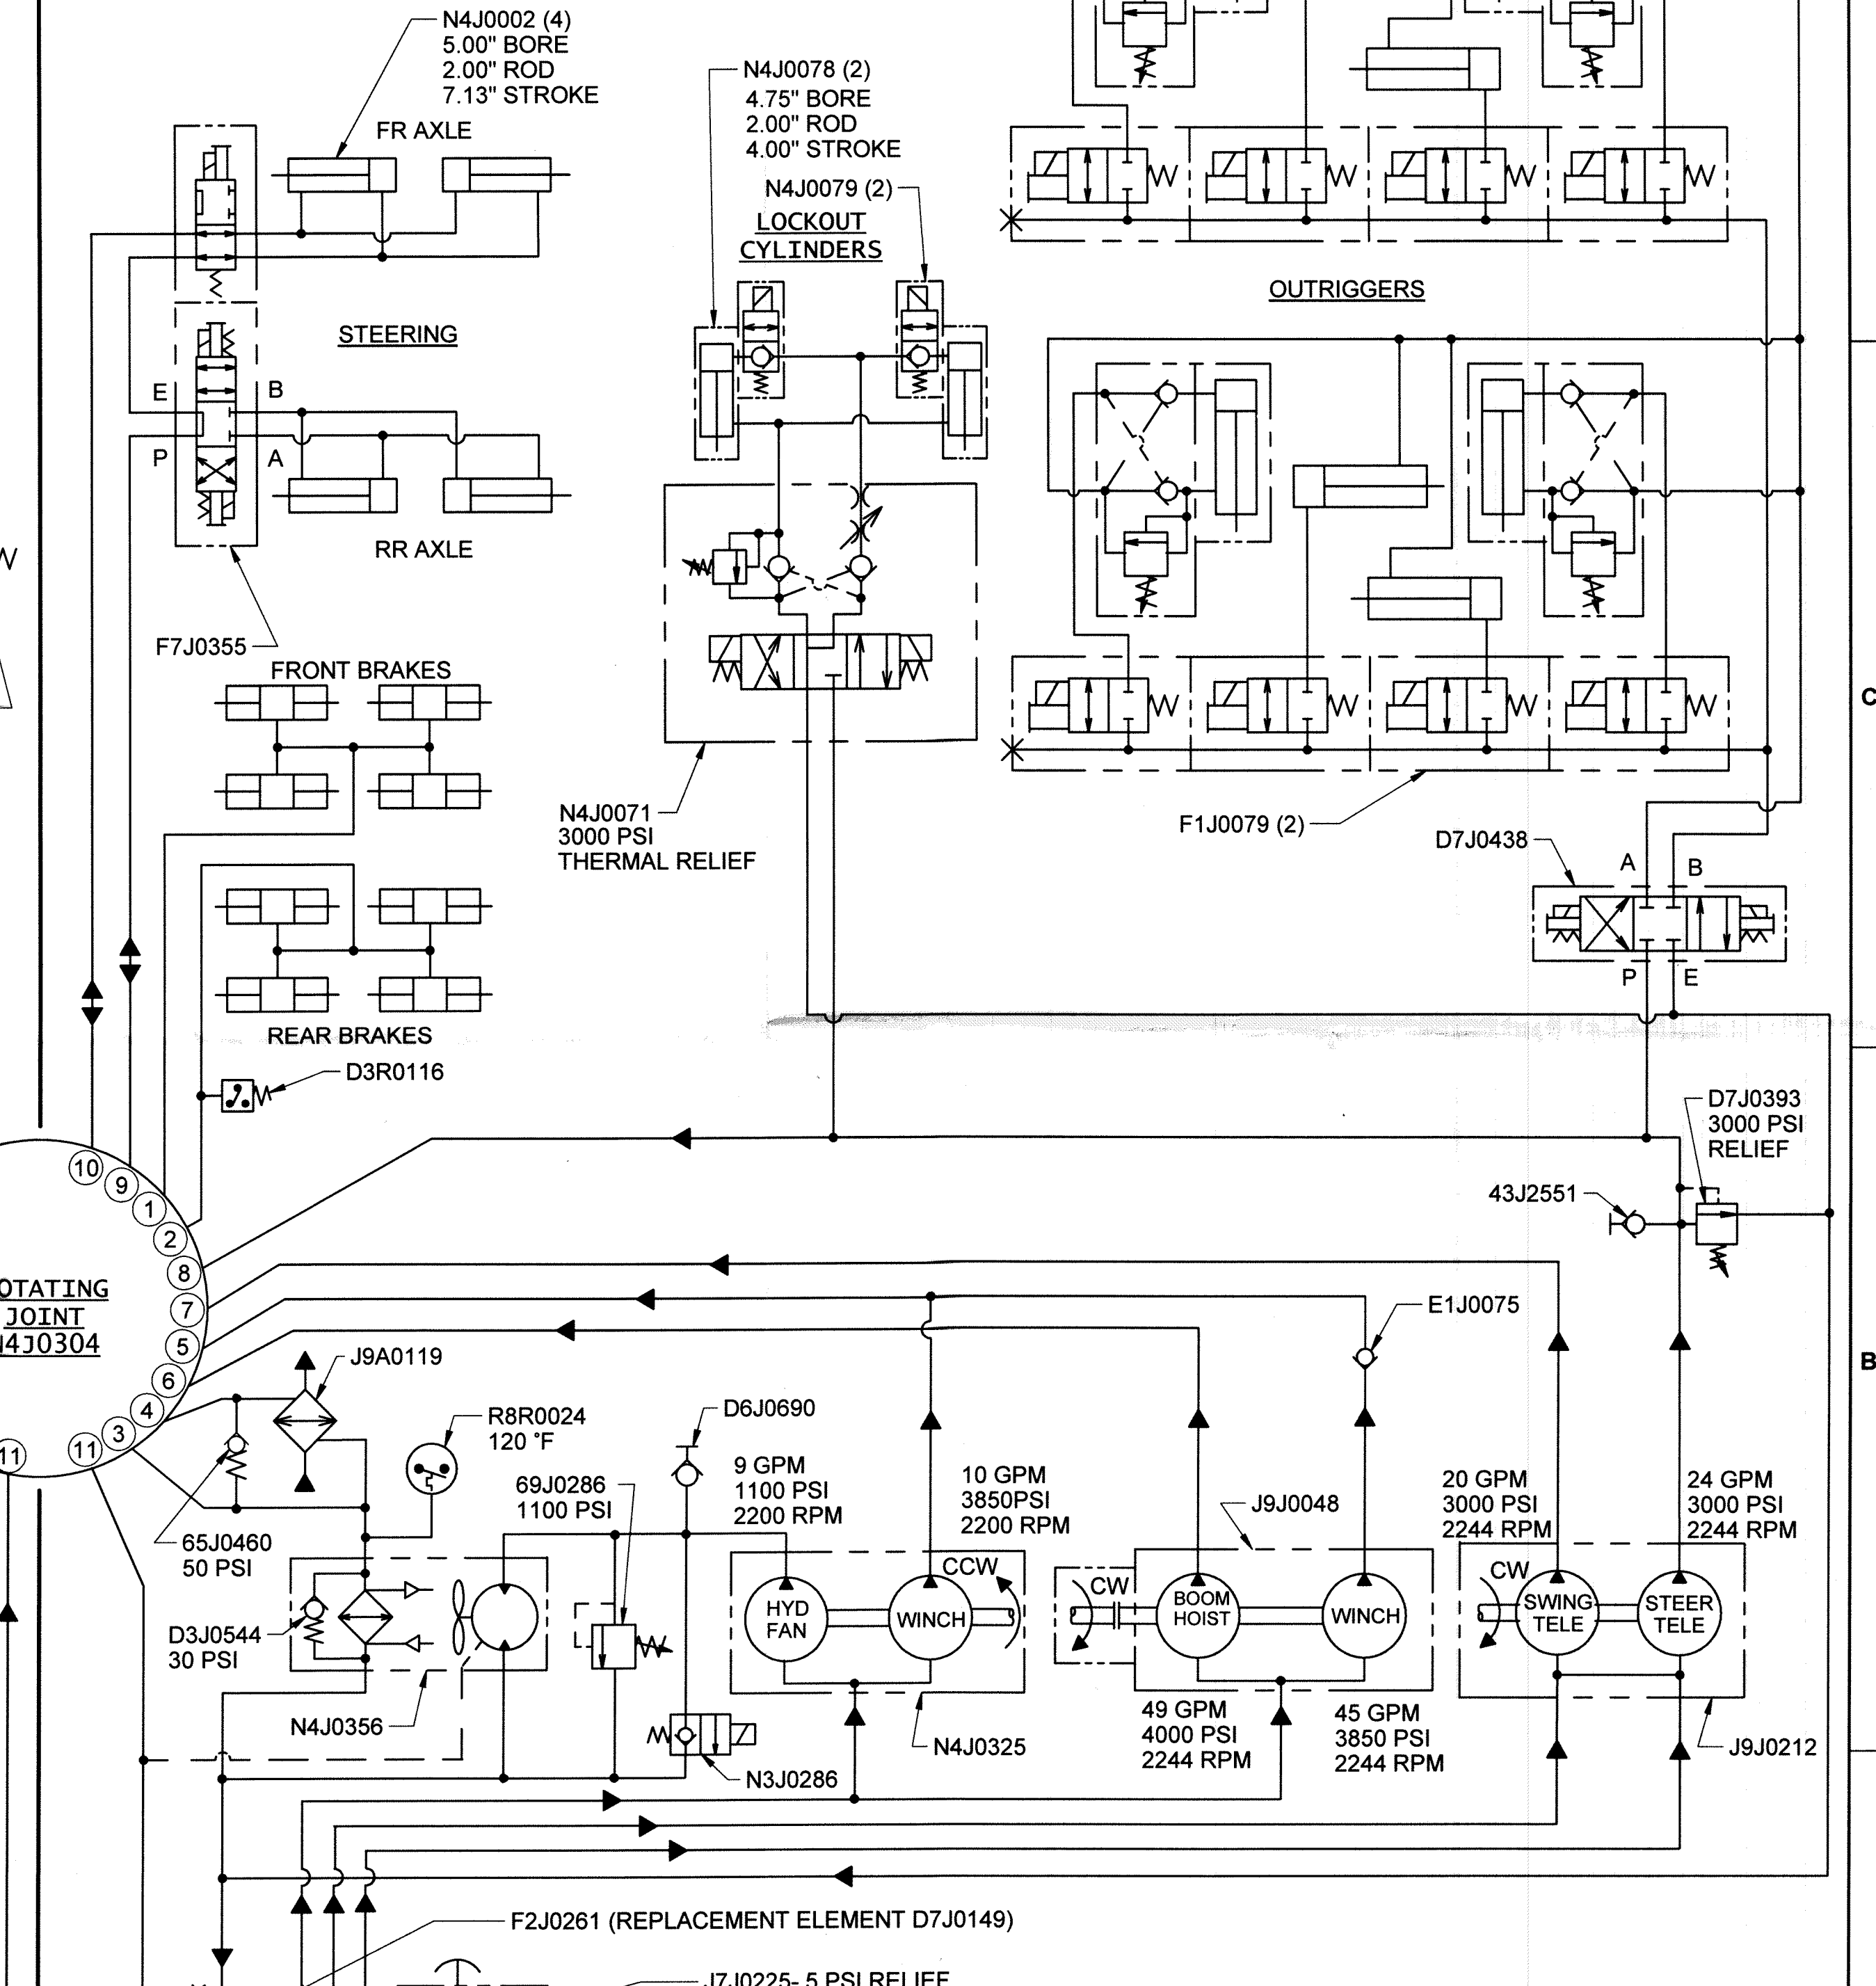 N4J0002 (4)
5.00" BORE
2.00" ROD
7.13" STROKE
FR AXLE
N4J0078 (2)
4.75" BORE
2.00" ROD
4.00" STROKE
N4J0079 (2)
LOCKOUT
CYLINDERS
OUTRIGGERS
STEERING
E
B
P
A
RR AXLE
F7J0355
FRONT BRAKES
C
N4J0071
3000 PSI
THERMAL RELIEF
F1J0079 (2)
D7J0438
A
B
P
E
REAR BRAKES
D3R0116
D7J0393
3000 PSI
RELIEF
43J2551
10
9
1
2
8
7
5
6
4
3
11
11
OTATING
JOINT
N4J0304
E1J0075
B
J9A0119
R8R0024
120 °F
D6J0690
69J0286
1100 PSI
9 GPM
1100 PSI
2200 RPM
10 GPM
3850PSI
2200 RPM
J9J0048
20 GPM
3000 PSI
2244 RPM
24 GPM
3000 PSI
2244 RPM
65J0460
50 PSI
CCW
CW
CW
HYD
FAN
WINCH
BOOM
HOIST
WINCH
SWING
TELE
STEER
TELE
D3J0544
30 PSI
N4J0356
N4J0325
49 GPM
4000 PSI
2244 RPM
45 GPM
3850 PSI
2244 RPM
J9J0212
N3J0286
F2J0261 (REPLACEMENT ELEMENT D7J0149)
J7J0225- 5 PSI RELIEF